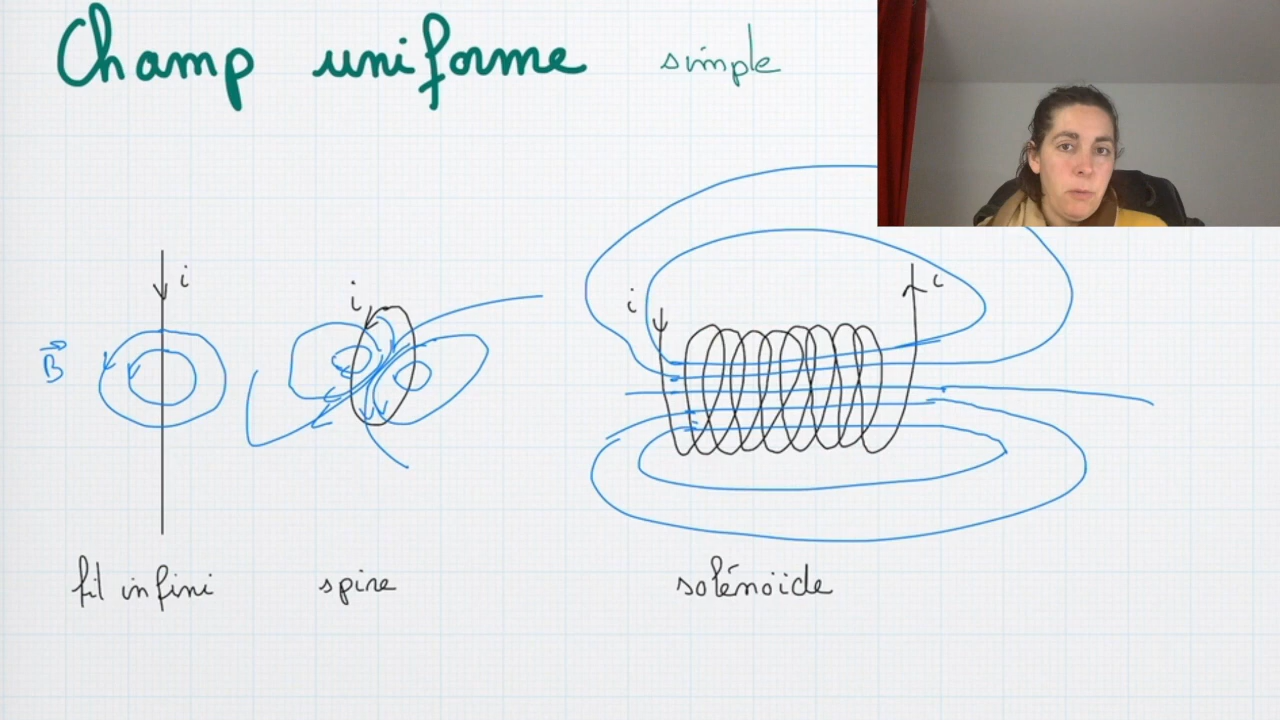 Champ uniforme simple
i
i
i
i
B
fil infini
spire
solénoïde